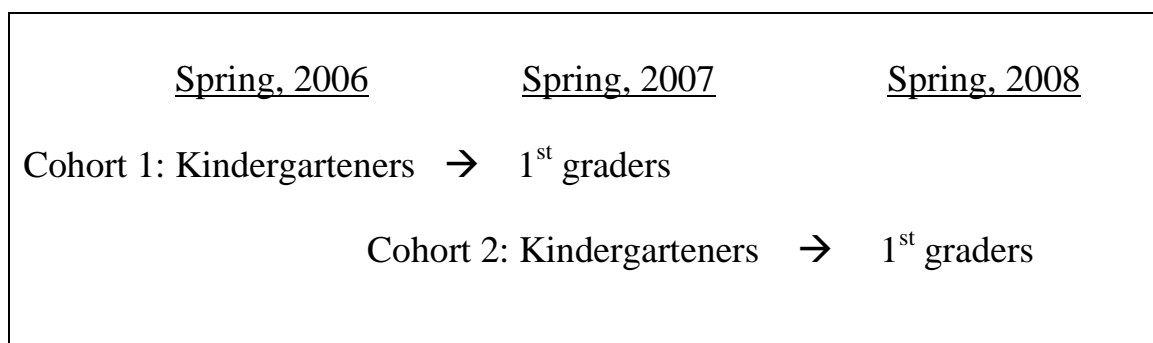 Spring, 2006 Spring, 2007 Spring, 2008
Cohort 1: Kindergarteners → 1st graders
Cohort 2: Kindergarteners → 1st graders